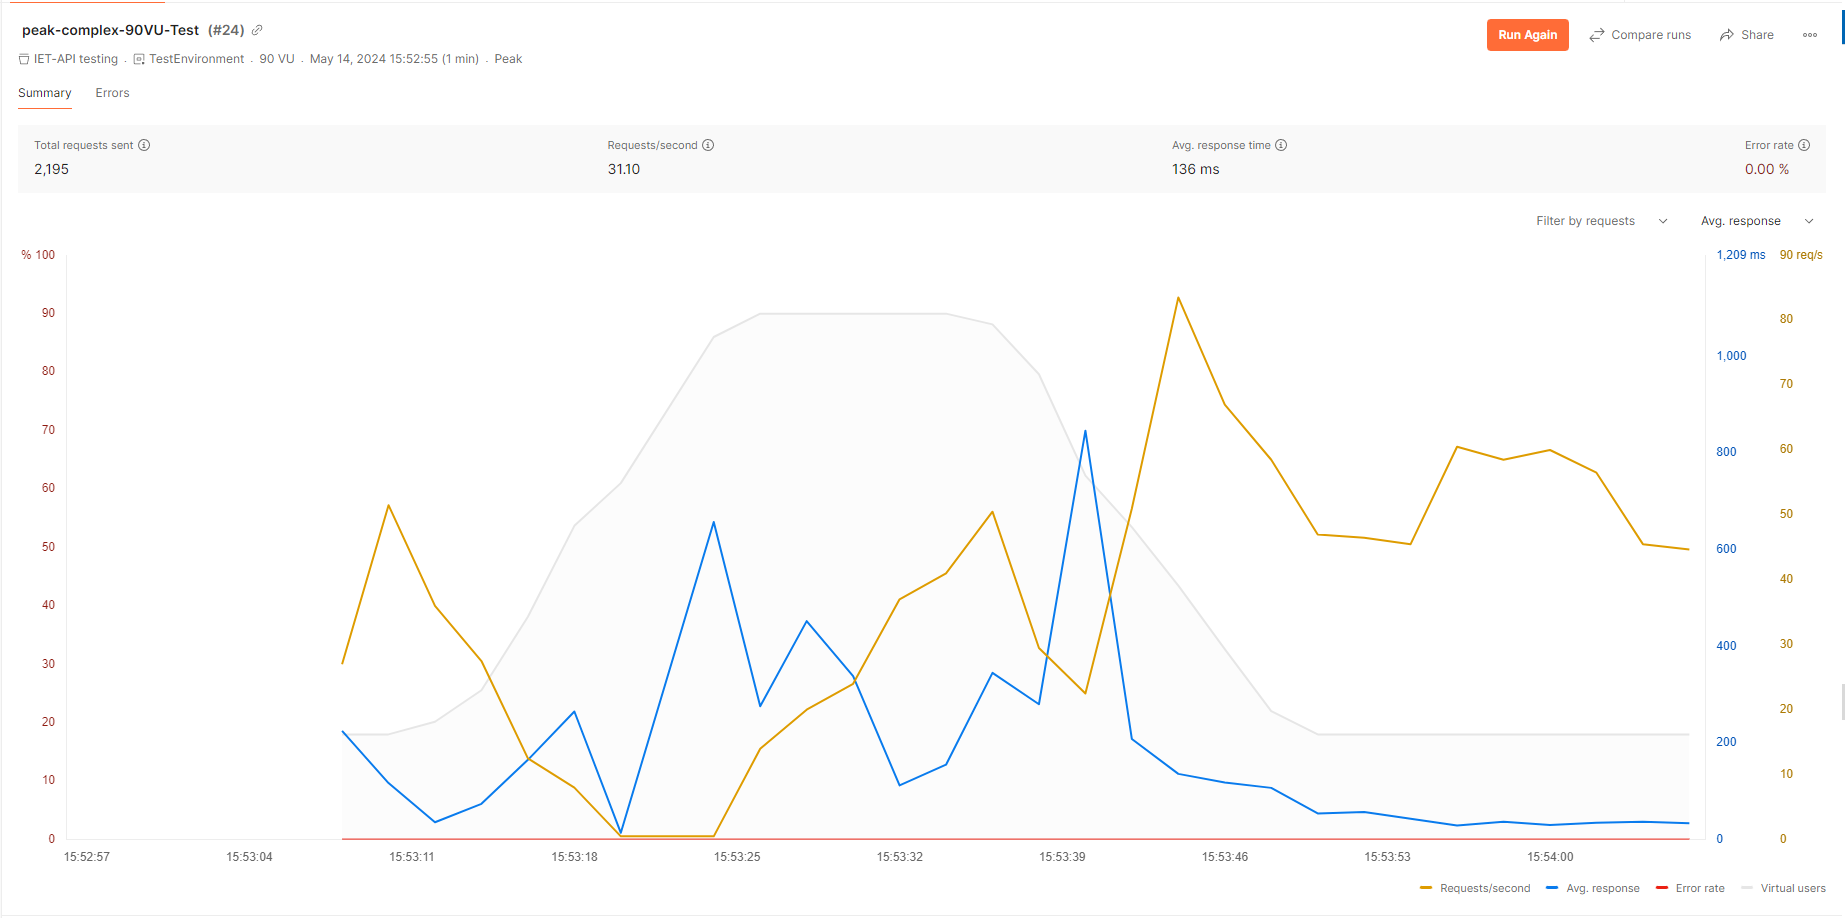 peak-complex-90VU-Test (#24)
Run Again
Compare runs
Share
IET-API testing . TestEnvironment . 90 VU . May 14, 2024 15:52:55 (1 min) . Peak
Summary Errors
Total requests sent Requests/second Avg. response time Error rate
2,195 31.10 136 ms 0.00 %
Filter by requests Avg. response
% 100 1,209 ms 90 req/s
90 80
80 1,000 70
70 800 60
60 50
50 600 40
40 30
30 400 20
20 200 10
10
0 0 0
15:52:57 15:53:04 15:53:11 15:53:18 15:53:25 15:53:32 15:53:39 15:53:46 15:53:53 15:54:00
Requests/second Avg. response Error rate Virtual users